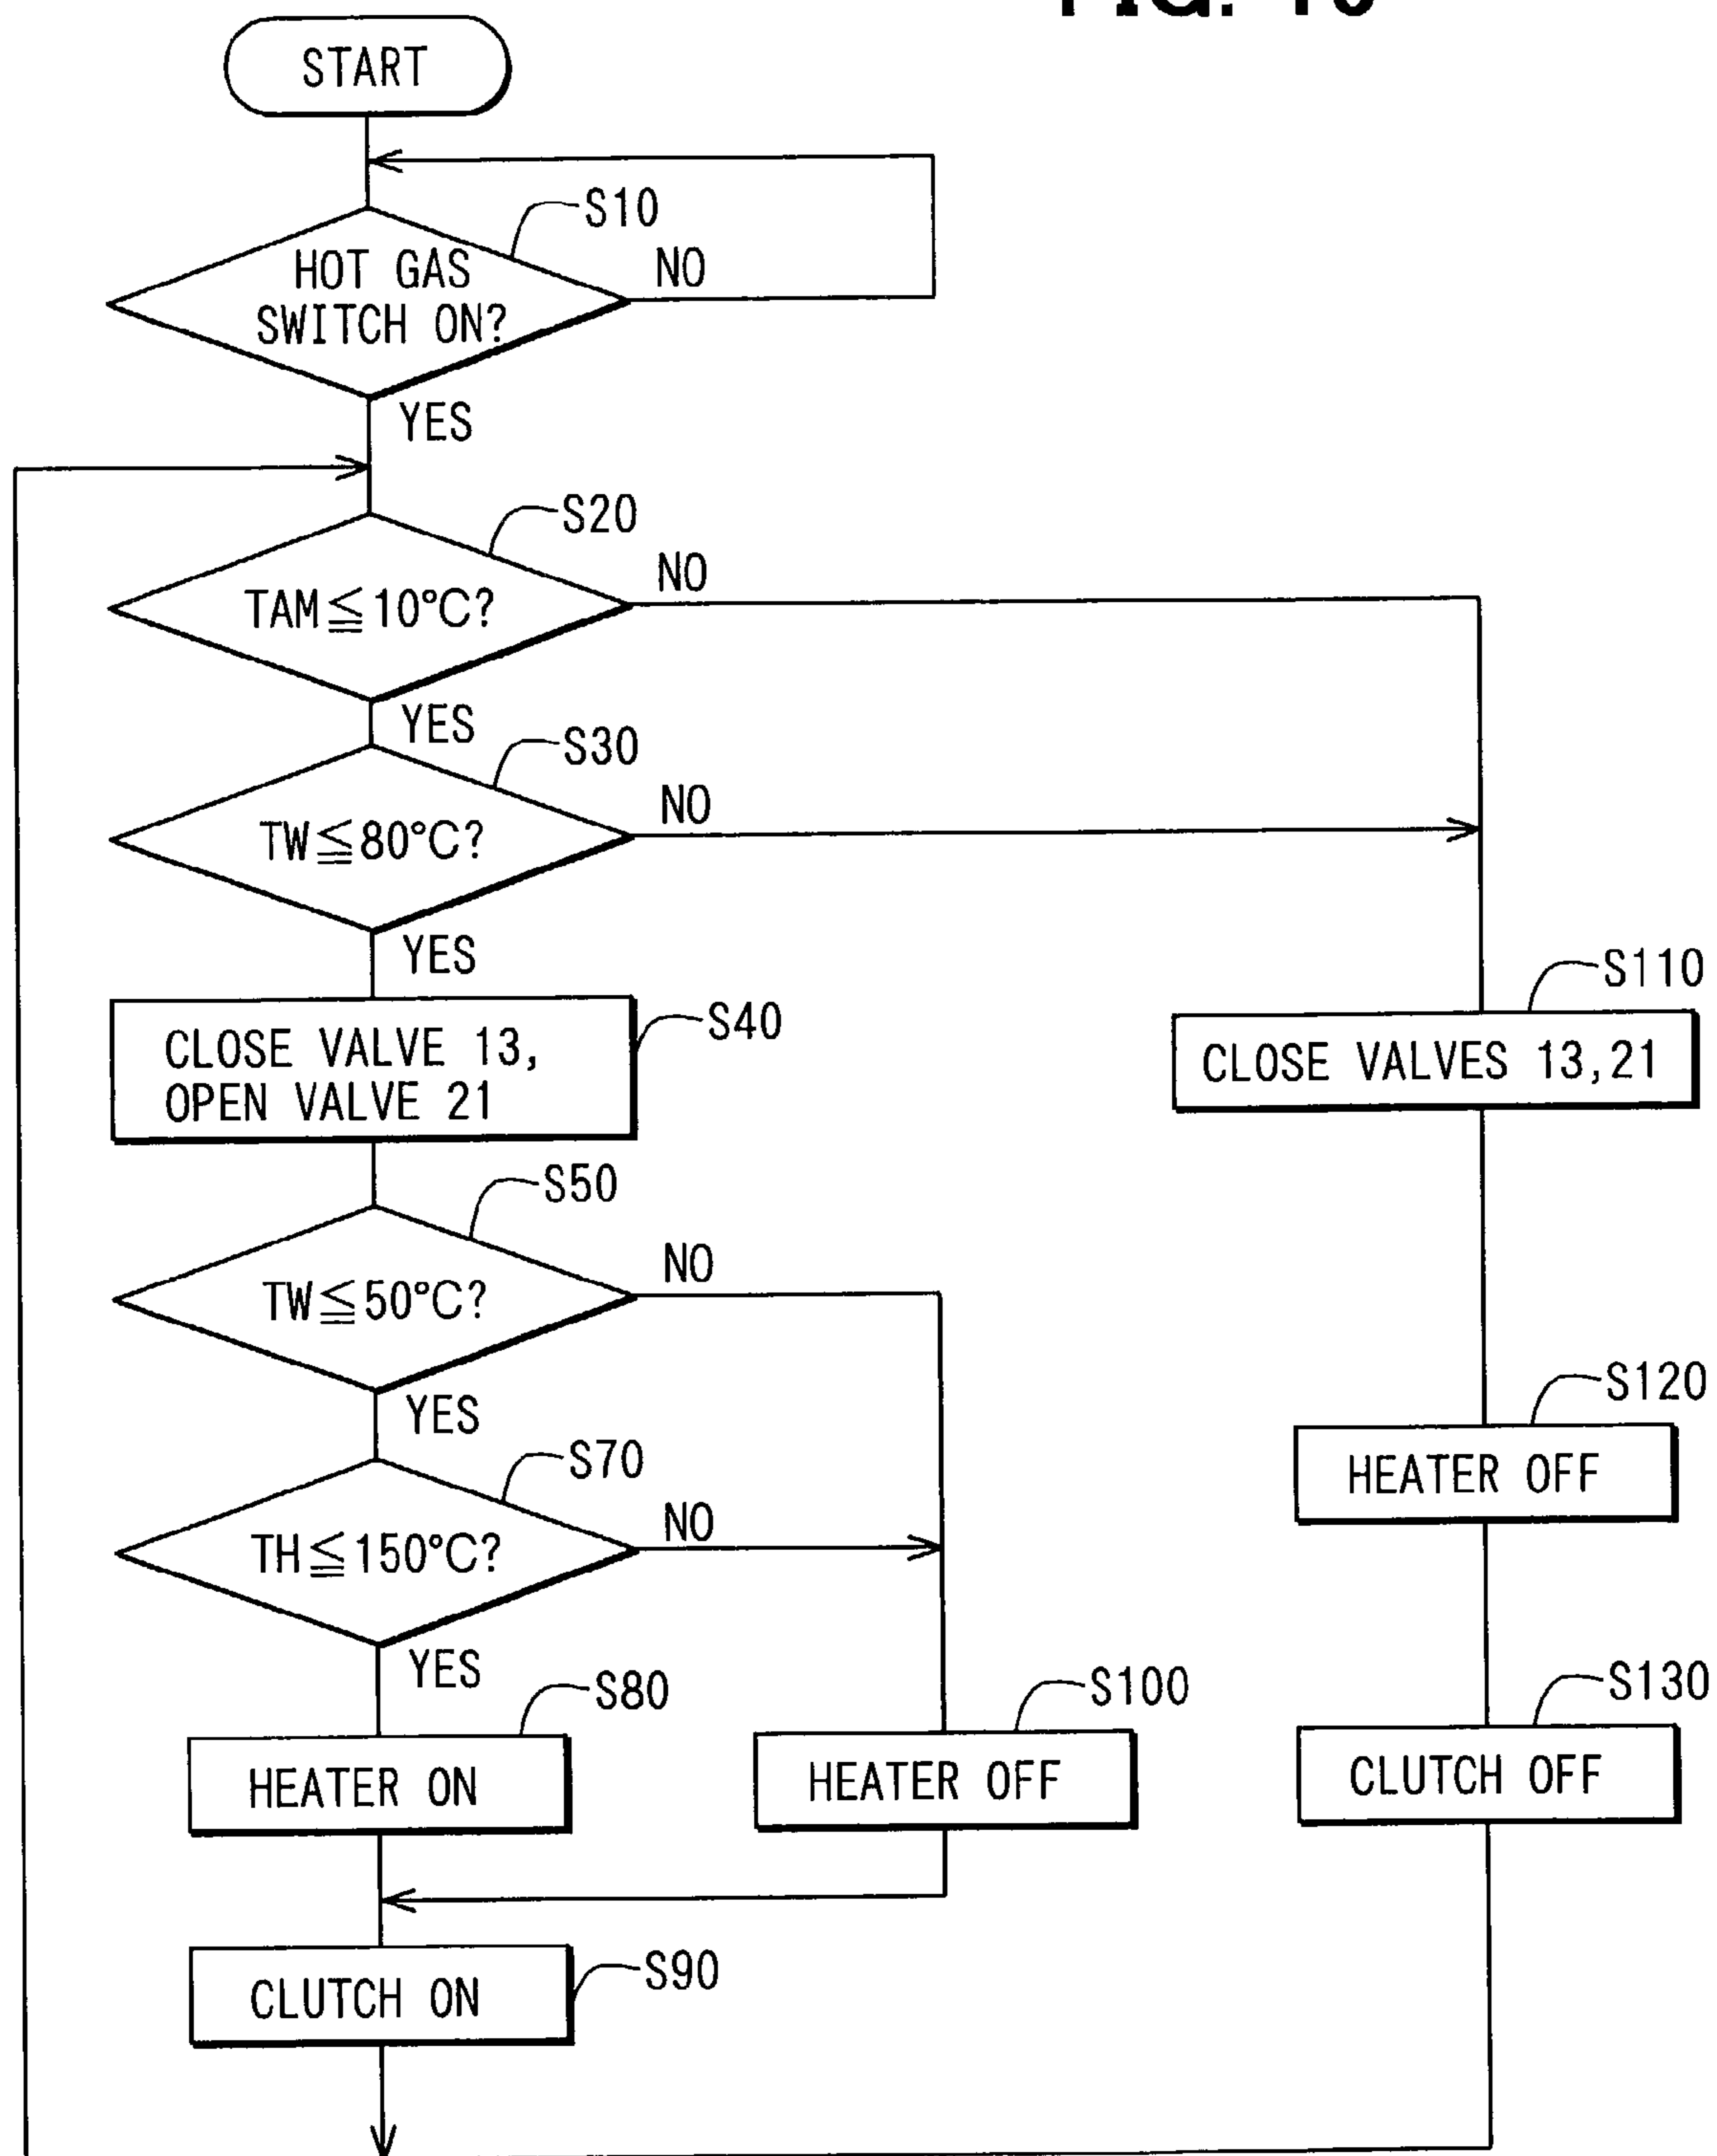 START
S10
HOT GAS
SWITCH ON?
NO
YES
S20
TAM≦10°C?
NO
YES
S30
TW≦80°C?
NO
YES
S40
CLOSE VALVE 13,
OPEN VALVE 21
S110
CLOSE VALVES 13,21
S50
TW≦50°C?
NO
YES
S120
HEATER OFF
S70
TH≦150°C?
NO
YES
S80
HEATER ON
S100
HEATER OFF
S130
CLUTCH OFF
S90
CLUTCH ON